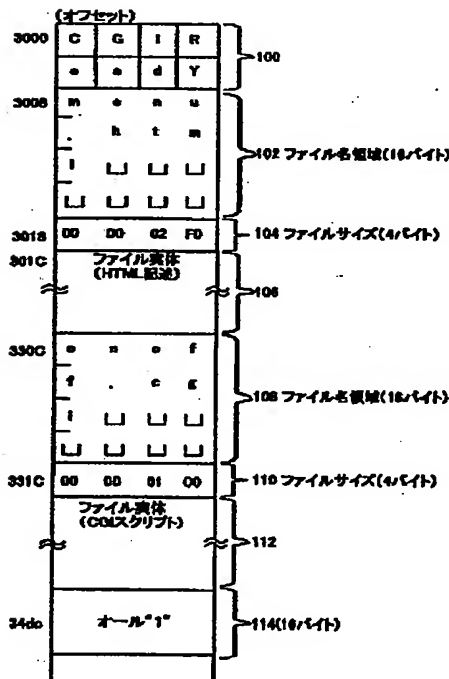 (オフセット)
3000 C G I R
e a d Y
100
3008 m e n u
. h t m
l ␣ ␣ ␣
␣ ␣ ␣ ␣
102 ファイル名領域(16バイト)
3018 00 00 02 F0
104 ファイルサイズ(4バイト)
301C ファイル実体
(HTML記述)
106
330C o n o f
f . c g
i ␣ ␣ ␣
␣ ␣ ␣ ␣
108 ファイル名領域(16バイト)
331C 00 00 01 00
110 ファイルサイズ(4バイト)
ファイル実体
(CGIスクリプト)
112
34dc オール"1"
114(16バイト)